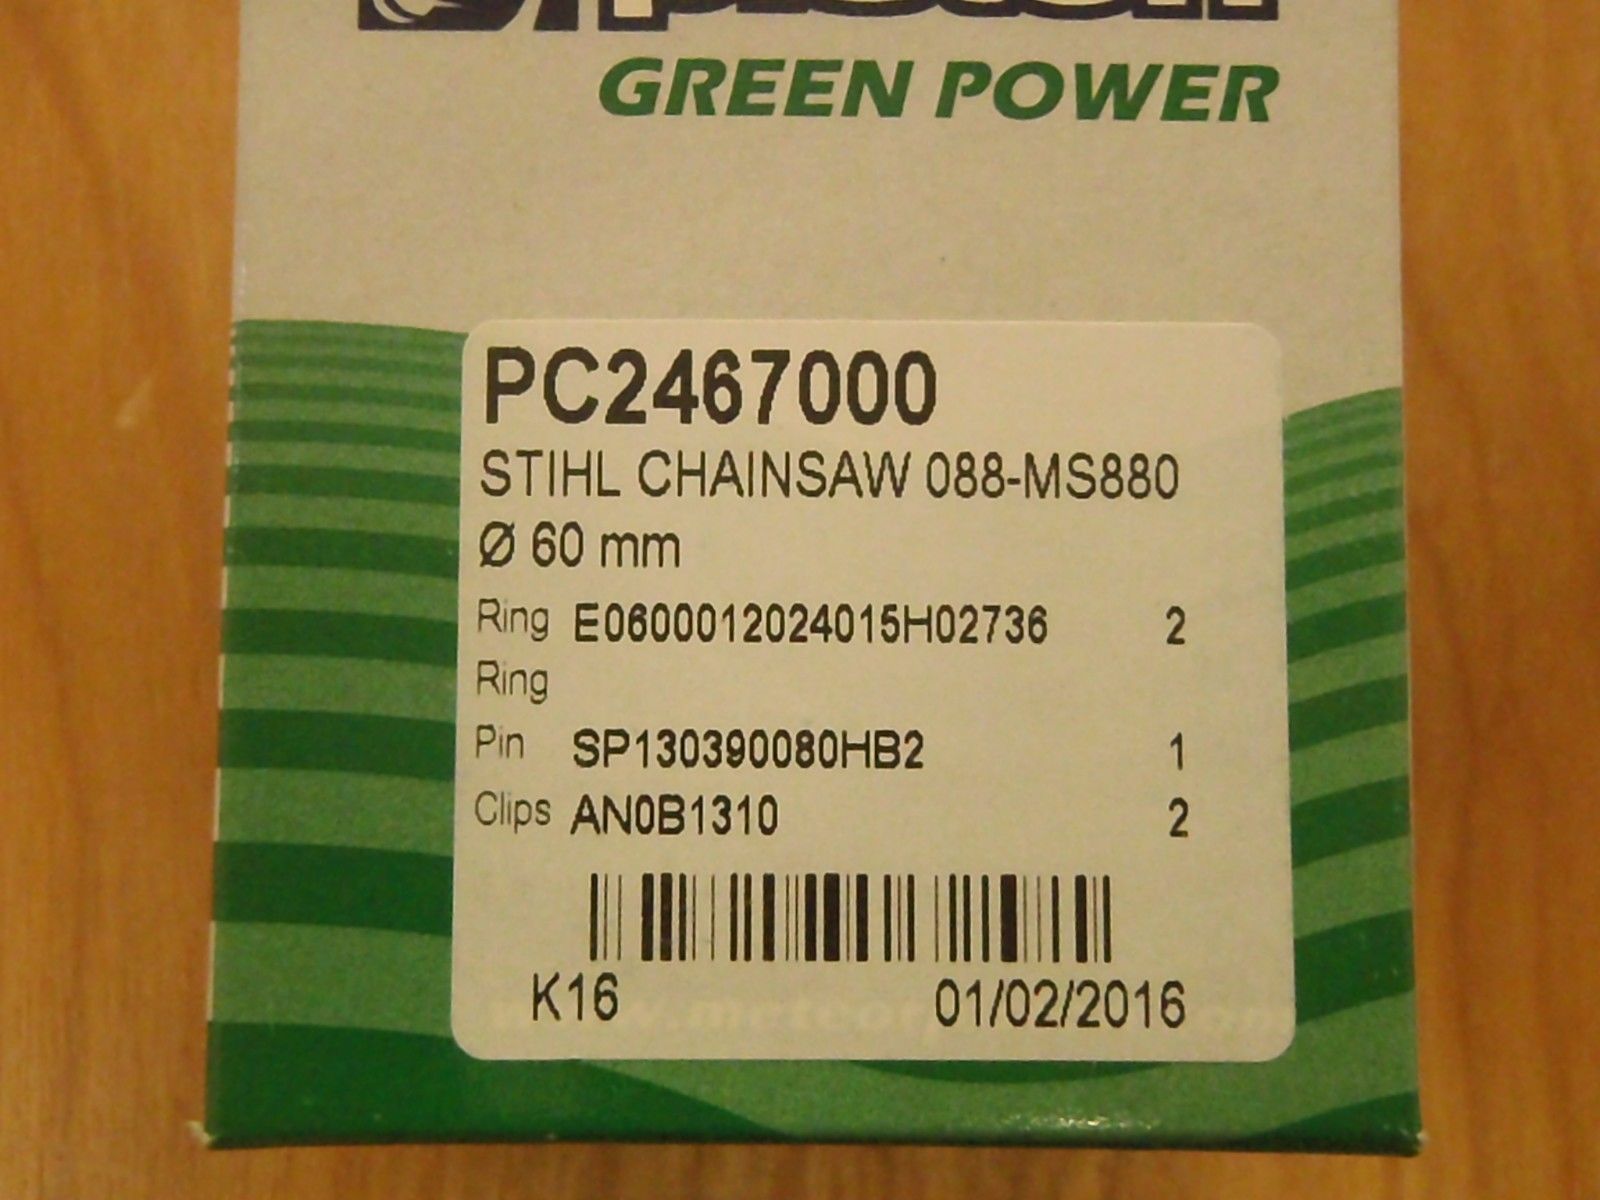 piston
GREEN POWER
PC2467000
STIHL CHAINSAW 088-MS880
Ø 60 mm
Ring E0600012024015H02736 2
Ring
Pin SP130390080HB2 1
Clips AN0B1310 2
K16 01/02/2016